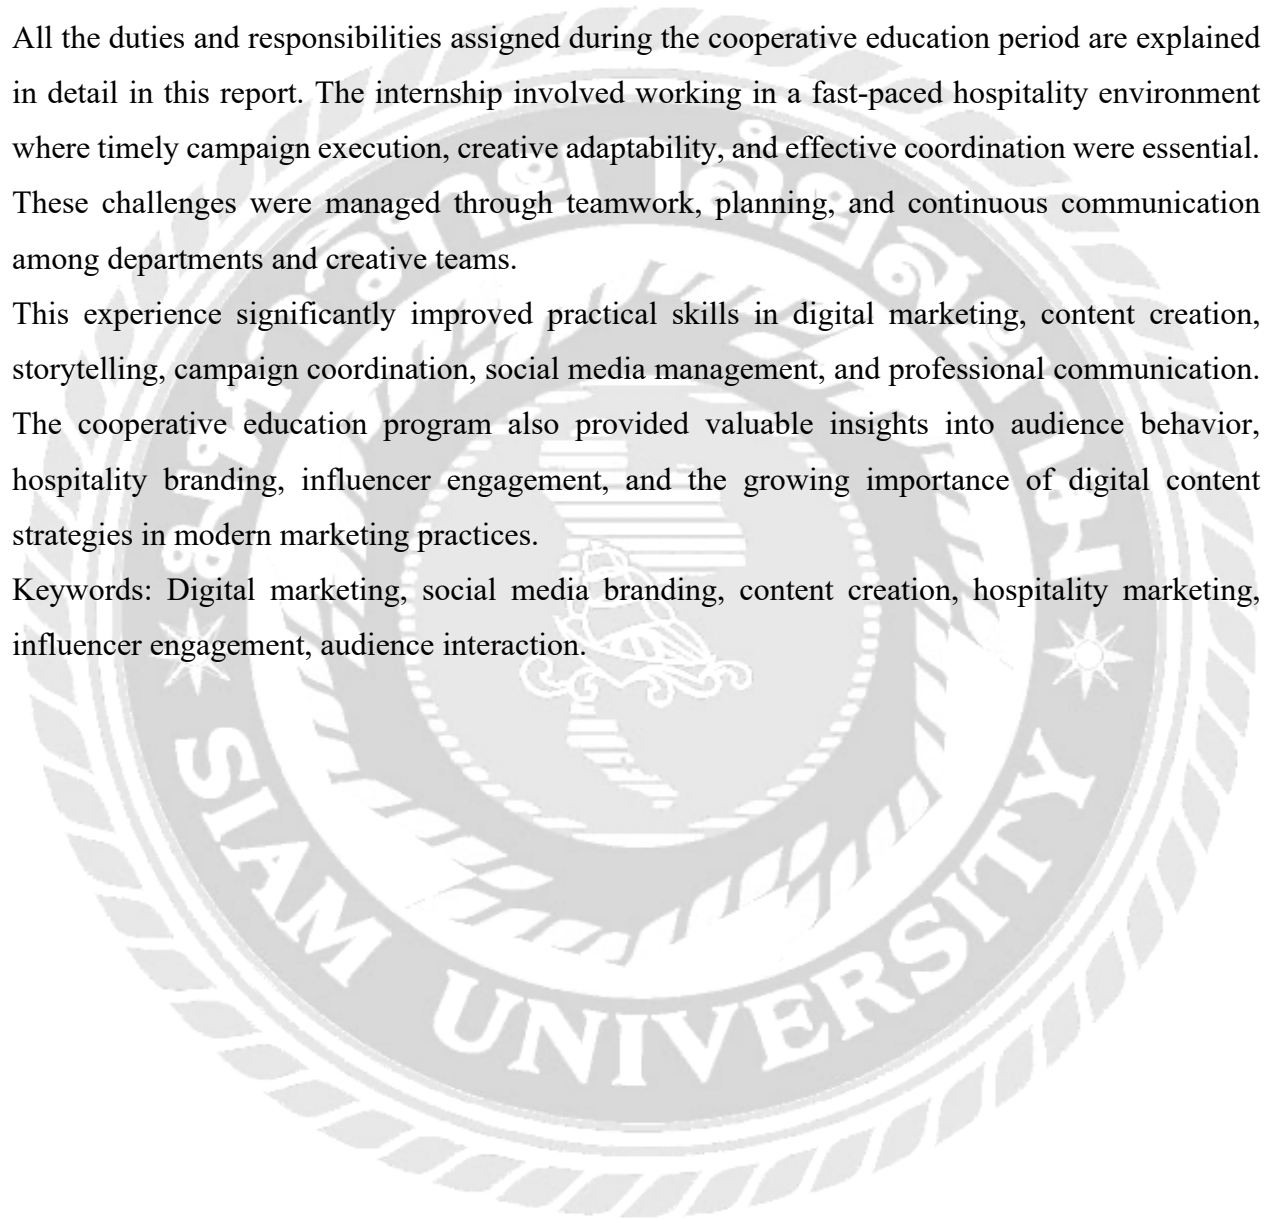 All the duties and responsibilities assigned during the cooperative education period are explained
in detail in this report. The internship involved working in a fast-paced hospitality environment
where timely campaign execution, creative adaptability, and effective coordination were essential.
These challenges were managed through teamwork, planning, and continuous communication
among departments and creative teams.
This experience significantly improved practical skills in digital marketing, content creation,
storytelling, campaign coordination, social media management, and professional communication.
The cooperative education program also provided valuable insights into audience behavior,
hospitality branding, influencer engagement, and the growing importance of digital content
strategies in modern marketing practices.
Keywords: Digital marketing, social media branding, content creation, hospitality marketing,
influencer engagement, audience interaction.
SIAM UNIVERSITY